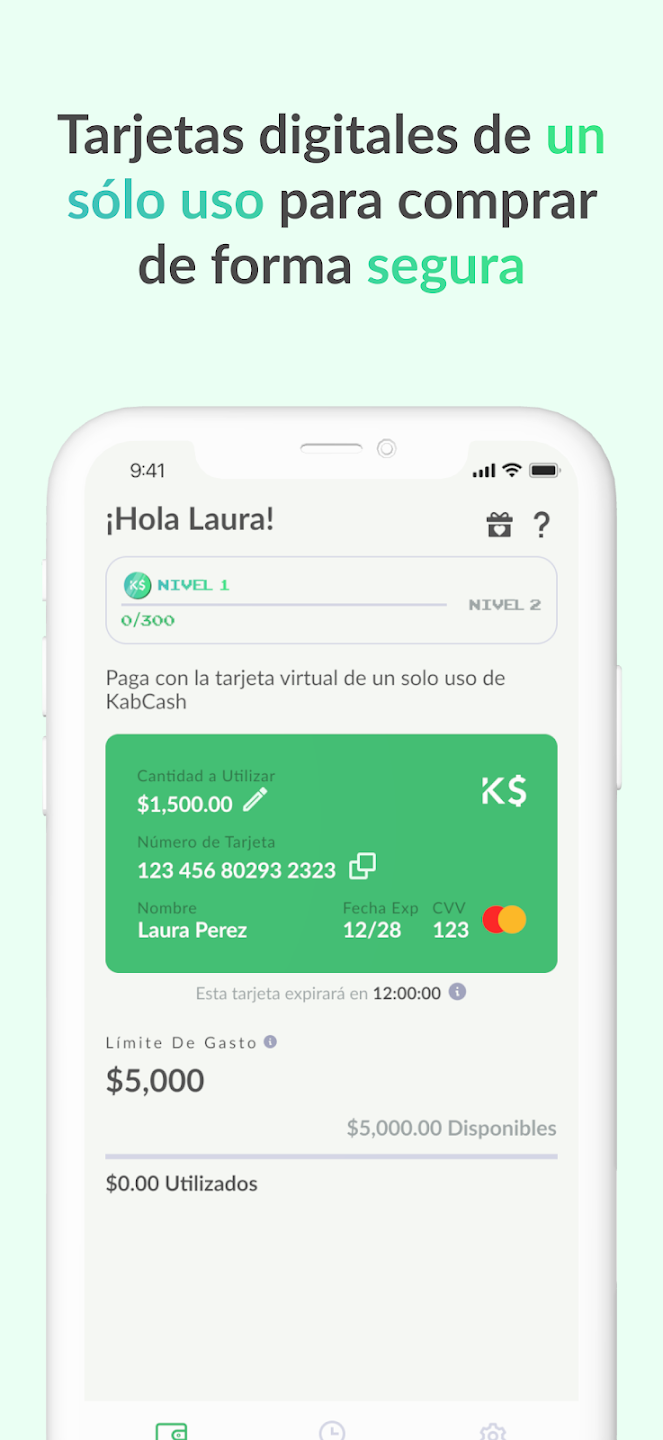 Tarjetas digitales de un
sólo uso para comprar
de forma segura
9:41
¡Hola Laura!
?
K$ NIVEL 1
NIVEL 2
0/300
Paga con la tarjeta virtual de un solo uso de
KabCash
Cantidad a Utilizar
$1,500.00
K$
Número de Tarjeta
123 456 80293 2323
Nombre Fecha Exp CVV
Laura Perez 12/28 123
Esta tarjeta expirará en 12:00:00 i
Límite De Gasto i
$5,000
$5,000.00 Disponibles
$0.00 Utilizados